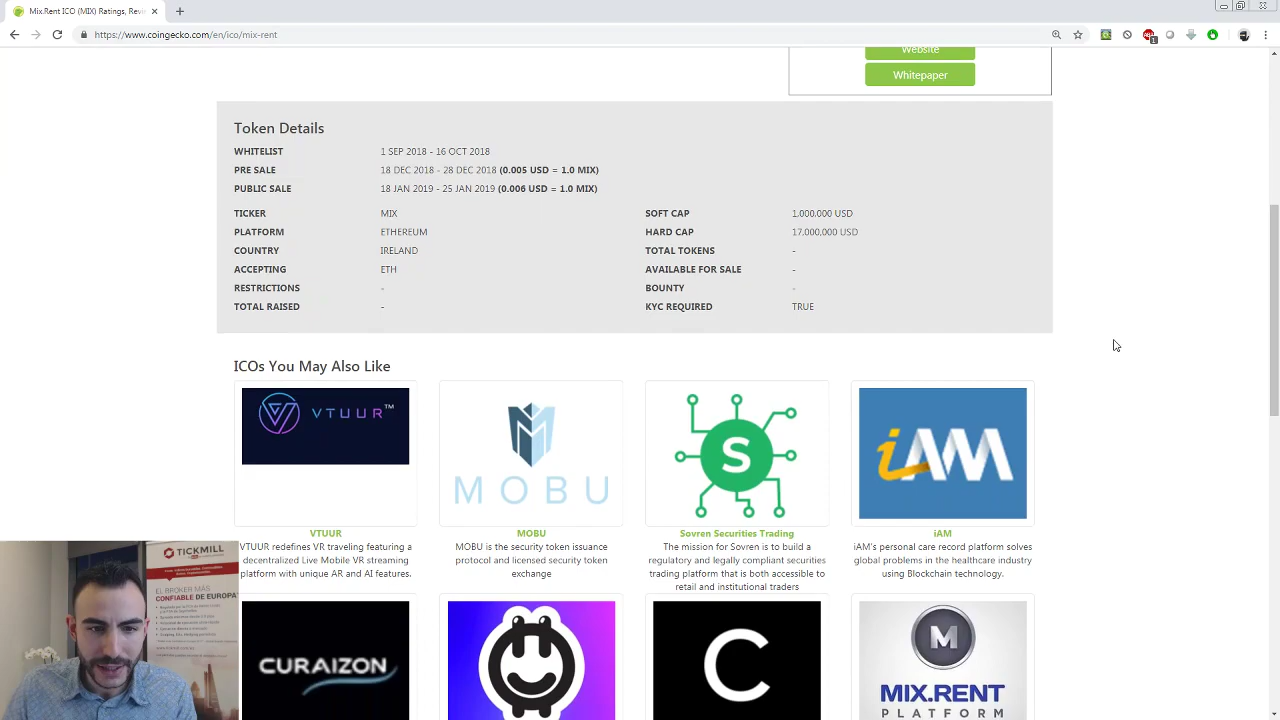 Mix.Rent ICO (MIX) Ratings, Revi
https://www.coingecko.com/en/ico/mix-rent
1
Website
Whitepaper
Token Details
WHITELIST 1 SEP 2018 - 16 OCT 2018
PRE SALE 18 DEC 2018 - 28 DEC 2018 (0.005 USD = 1.0 MIX)
PUBLIC SALE 18 JAN 2019 - 25 JAN 2019 (0.006 USD = 1.0 MIX)
TICKER MIX SOFT CAP 1.000.000 USD
PLATFORM ETHEREUM HARD CAP 17.000,000 USD
COUNTRY IRELAND TOTAL TOKENS -
ACCEPTING ETH AVAILABLE FOR SALE -
RESTRICTIONS - BOUNTY -
TOTAL RAISED - KYC REQUIRED TRUE
ICOs You May Also Like
VTUUR™
MOBU
S
iAM
VTUUR
VTUUR redefines VR traveling featuring a
decentralized Live Mobile VR streaming
platform with unique AR and AI features.
MOBU
MOBU is the security token issuance
protocol and licensed security token
exchange
Sovren Securities Trading
The mission for Sovren is to build a
regulatory and legally compliant securities
trading platform that is both accessible to
retail and institutional traders
iAM
iAM's personal care record platform solves
global problems in the healthcare industry
using Blockchain technology.
CURAIZON
C
M
MIX.RENT
PLATFORM
TICKMILL
EL BROKER MÁS
CONFIABLE DE EUROPA